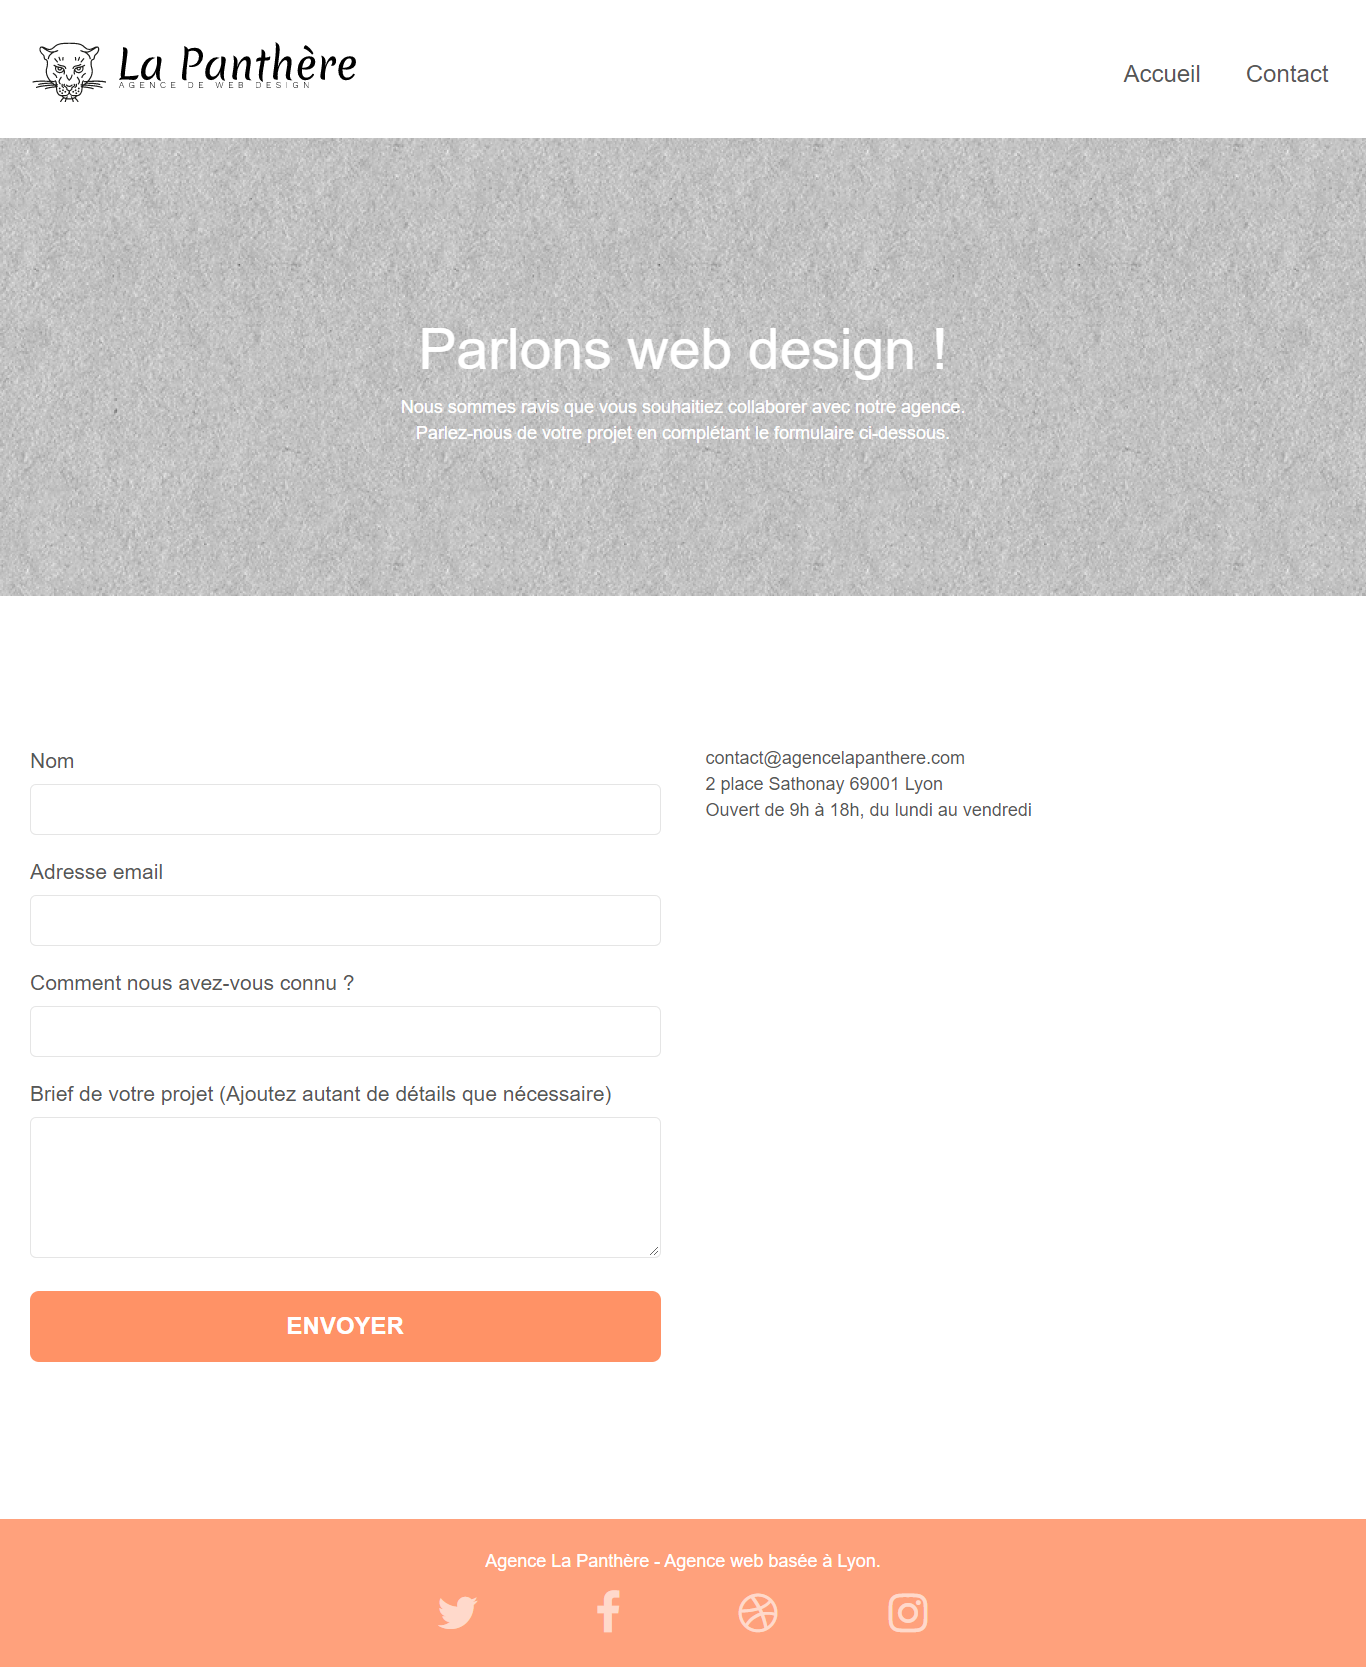 La Panthère
AGENCE DE WEB DESIGN
Accueil
Contact
Parlons web design !
Nous sommes ravis que vous souhaitiez collaborer avec notre agence.
Parlez-nous de votre projet en complétant le formulaire ci-dessous.
Nom
Adresse email
Comment nous avez-vous connu ?
Brief de votre projet (Ajoutez autant de détails que nécessaire)
ENVOYER
contact@agencelapanthere.com
2 place Sathonay 69001 Lyon
Ouvert de 9h à 18h, du lundi au vendredi
Agence La Panthère - Agence web basée à Lyon.